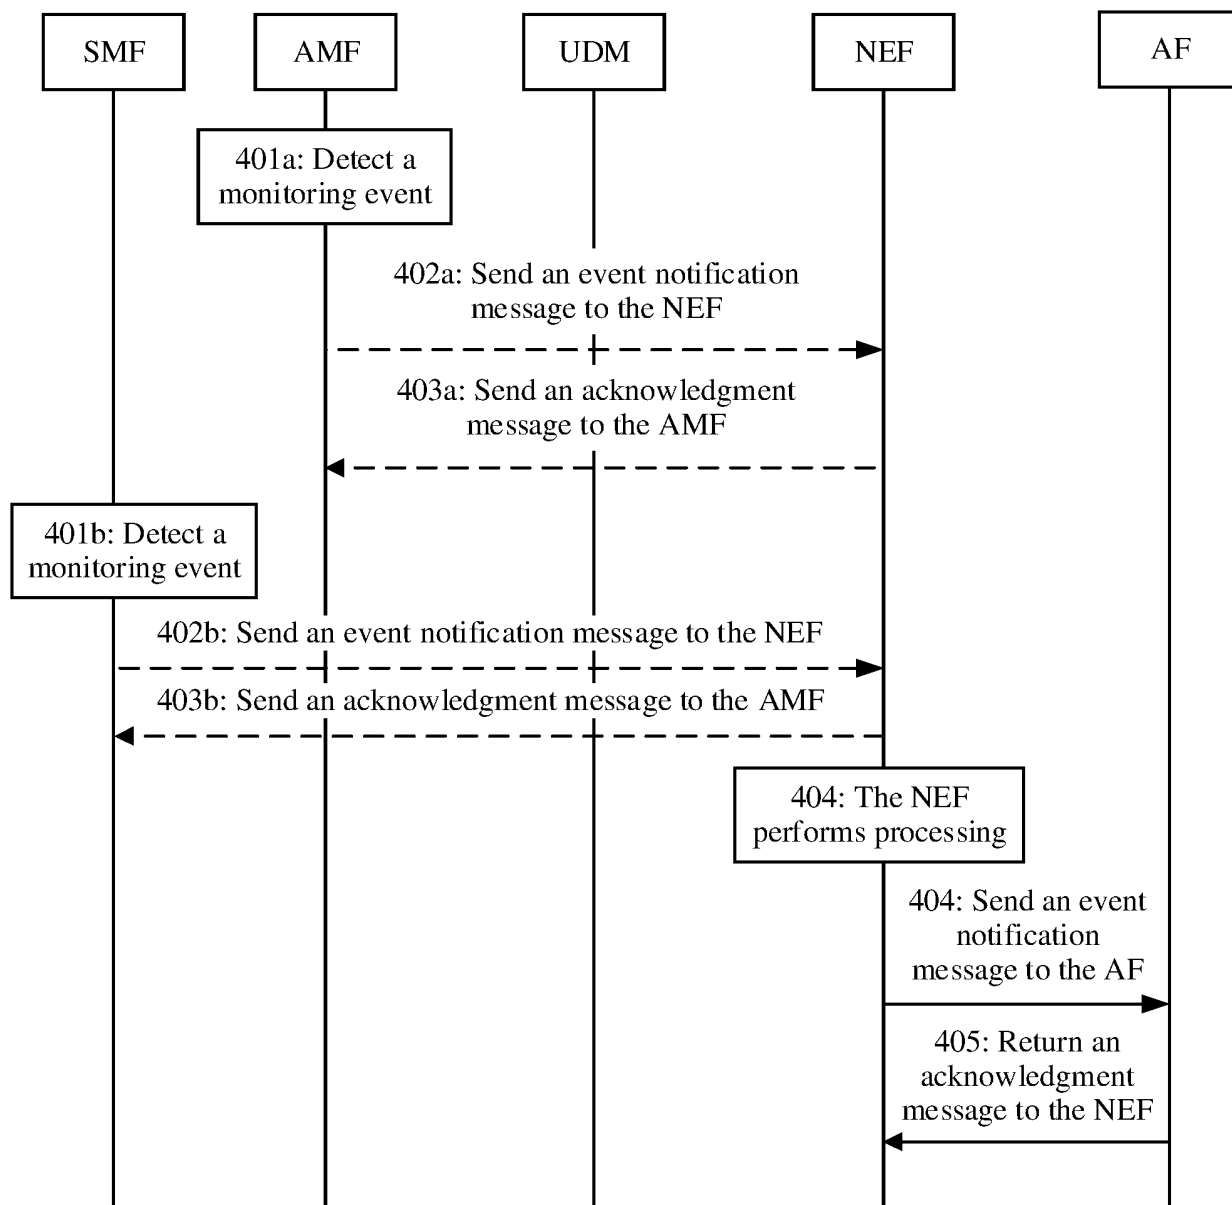 SMF
AMF
UDM
NEF
AF
401a: Detect a
monitoring event
402a: Send an event notification
message to the NEF
403a: Send an acknowledgment
message to the AMF
401b: Detect a
monitoring event
402b: Send an event notification message to the NEF
403b: Send an acknowledgment message to the AMF
404: The NEF
performs processing
404: Send an event
notification
message to the AF
405: Return an
acknowledgment
message to the NEF